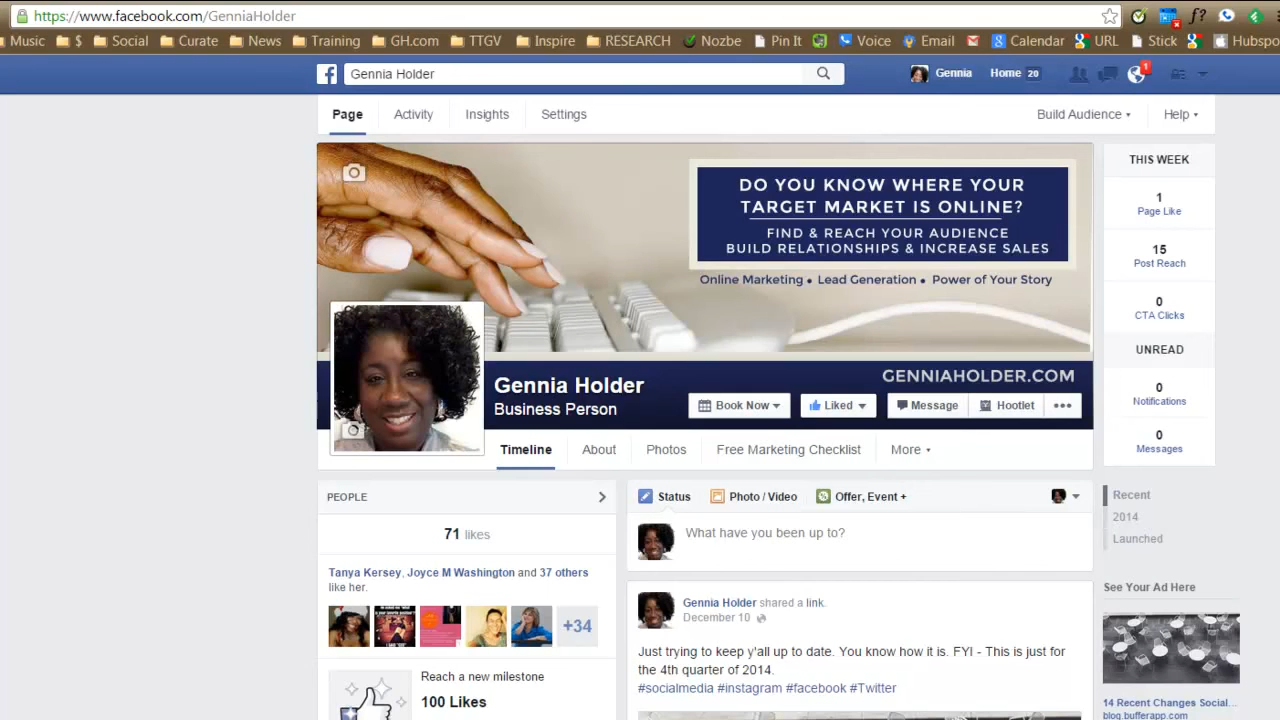 https://www.facebook.com/GenniaHolder
Music $ Social Curate News Training GH.com TTGV Inspire RESEARCH Nozbe Pin It Voice Email Calendar URL Stick Hubspo
Gennia Holder Gennia Home 20 1
Page Activity Insights Settings Build Audience Help
DO YOU KNOW WHERE YOUR
TARGET MARKET IS ONLINE?
FIND & REACH YOUR AUDIENCE
BUILD RELATIONSHIPS & INCREASE SALES
Online Marketing • Lead Generation • Power of Your Story
GENNIAHOLDER.COM
Gennia Holder
Business Person
Book Now Liked Message Hootlet •••
Timeline About Photos Free Marketing Checklist More
THIS WEEK
1
Page Like
15
Post Reach
0
CTA Clicks
UNREAD
0
Notifications
0
Messages
Recent
2014
Launched
PEOPLE
71 likes
Tanya Kersey, Joyce M Washington and 37 others
like her.
+34
Reach a new milestone
100 Likes
Status Photo / Video Offer, Event +
What have you been up to?
Gennia Holder shared a link.
December 10
Just trying to keep y'all up to date. You know how it is. FYI - This is just for
the 4th quarter of 2014.
#socialmedia #instagram #facebook #Twitter
See Your Ad Here
14 Recent Changes Social...
blog.bufferapp.com